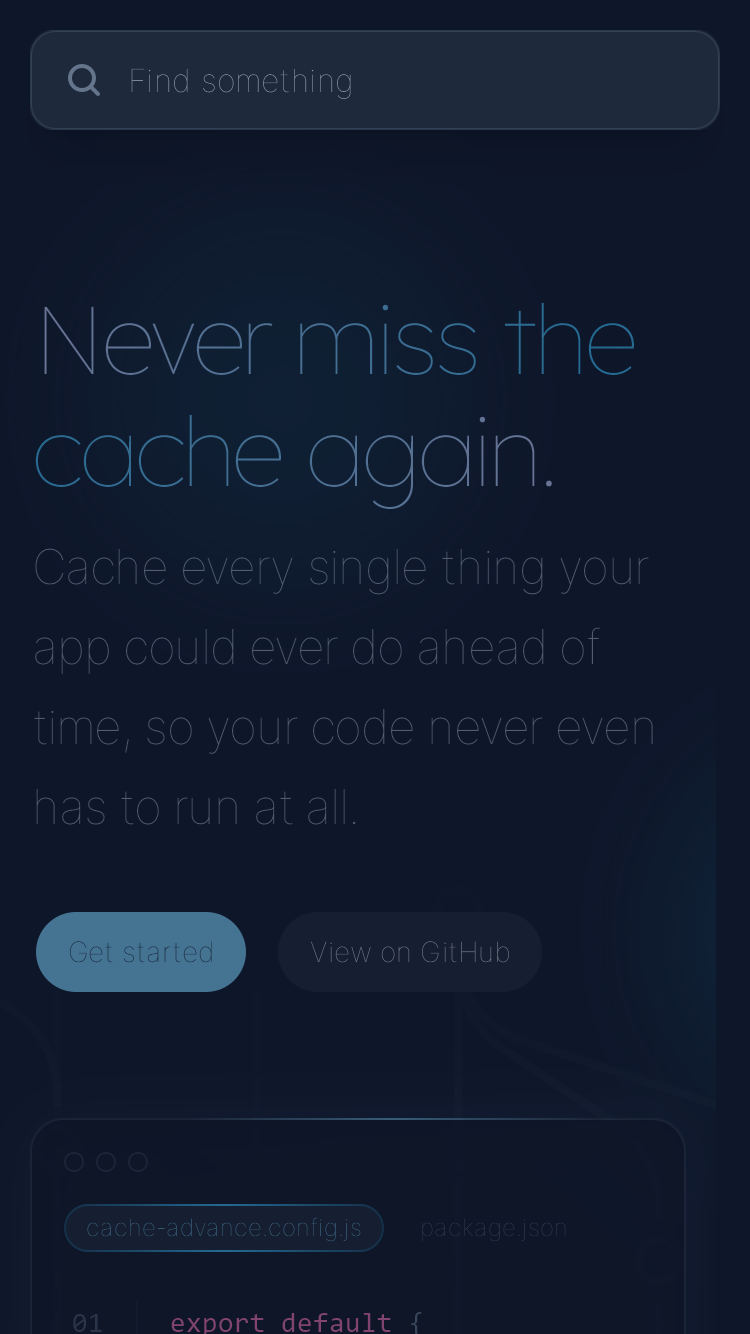 Find something
Never miss the
cache again.
Cache every single thing your
app could ever do ahead of
time, so your code never even
has to run at all.
Get started View on GitHub
cache-advance.config.js package.json
01 export default {